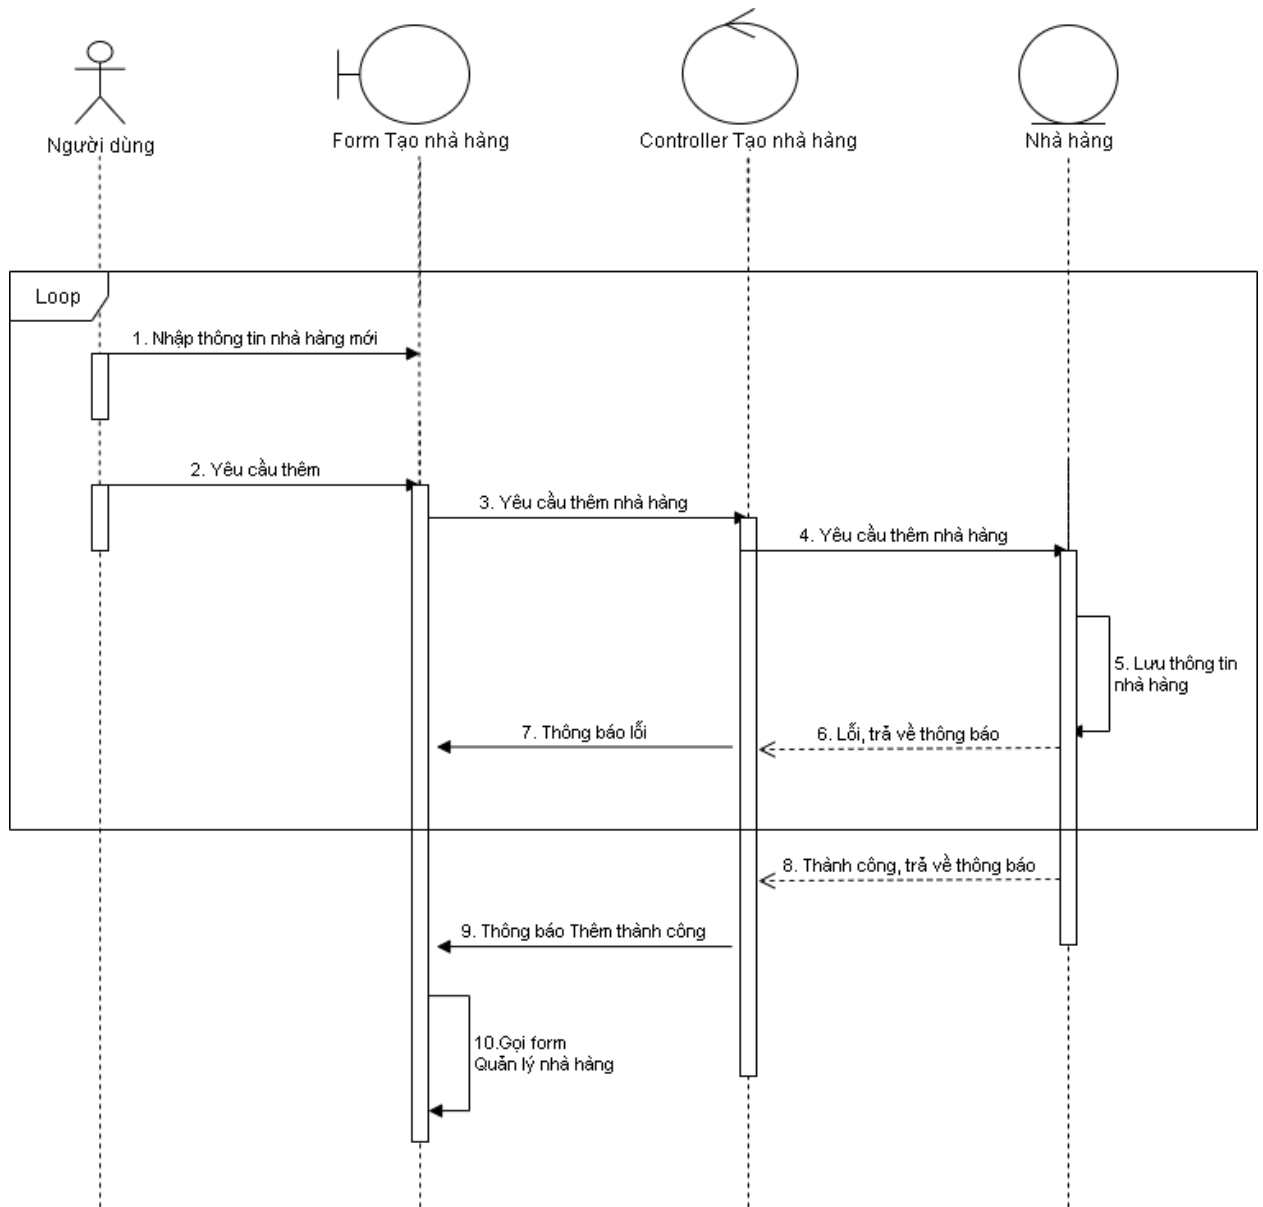 Người dùng
Form Tạo nhà hàng
Controller Tạo nhà hàng
Nhà hàng
Loop
1. Nhập thông tin nhà hàng mới
2. Yêu cầu thêm
3. Yêu cầu thêm nhà hàng
4. Yêu cầu thêm nhà hàng
5. Lưu thông tin
nhà hàng
7. Thông báo lỗi
6. Lỗi, trả về thông báo
8. Thành công, trả về thông báo
9. Thông báo Thêm thành công
10.Gọi form
Quản lý nhà hàng